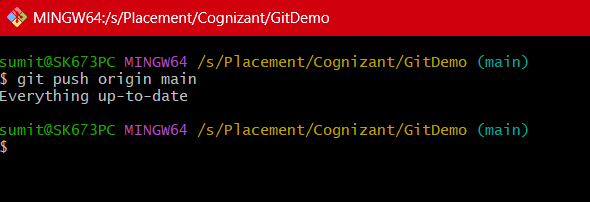 MINGW64:/s/Placement/Cognizant/GitDemo
sumit@SK673PC MINGW64 /s/Placement/Cognizant/GitDemo (main)
$ git push origin main
Everything up-to-date
sumit@SK673PC MINGW64 /s/Placement/Cognizant/GitDemo (main)
$